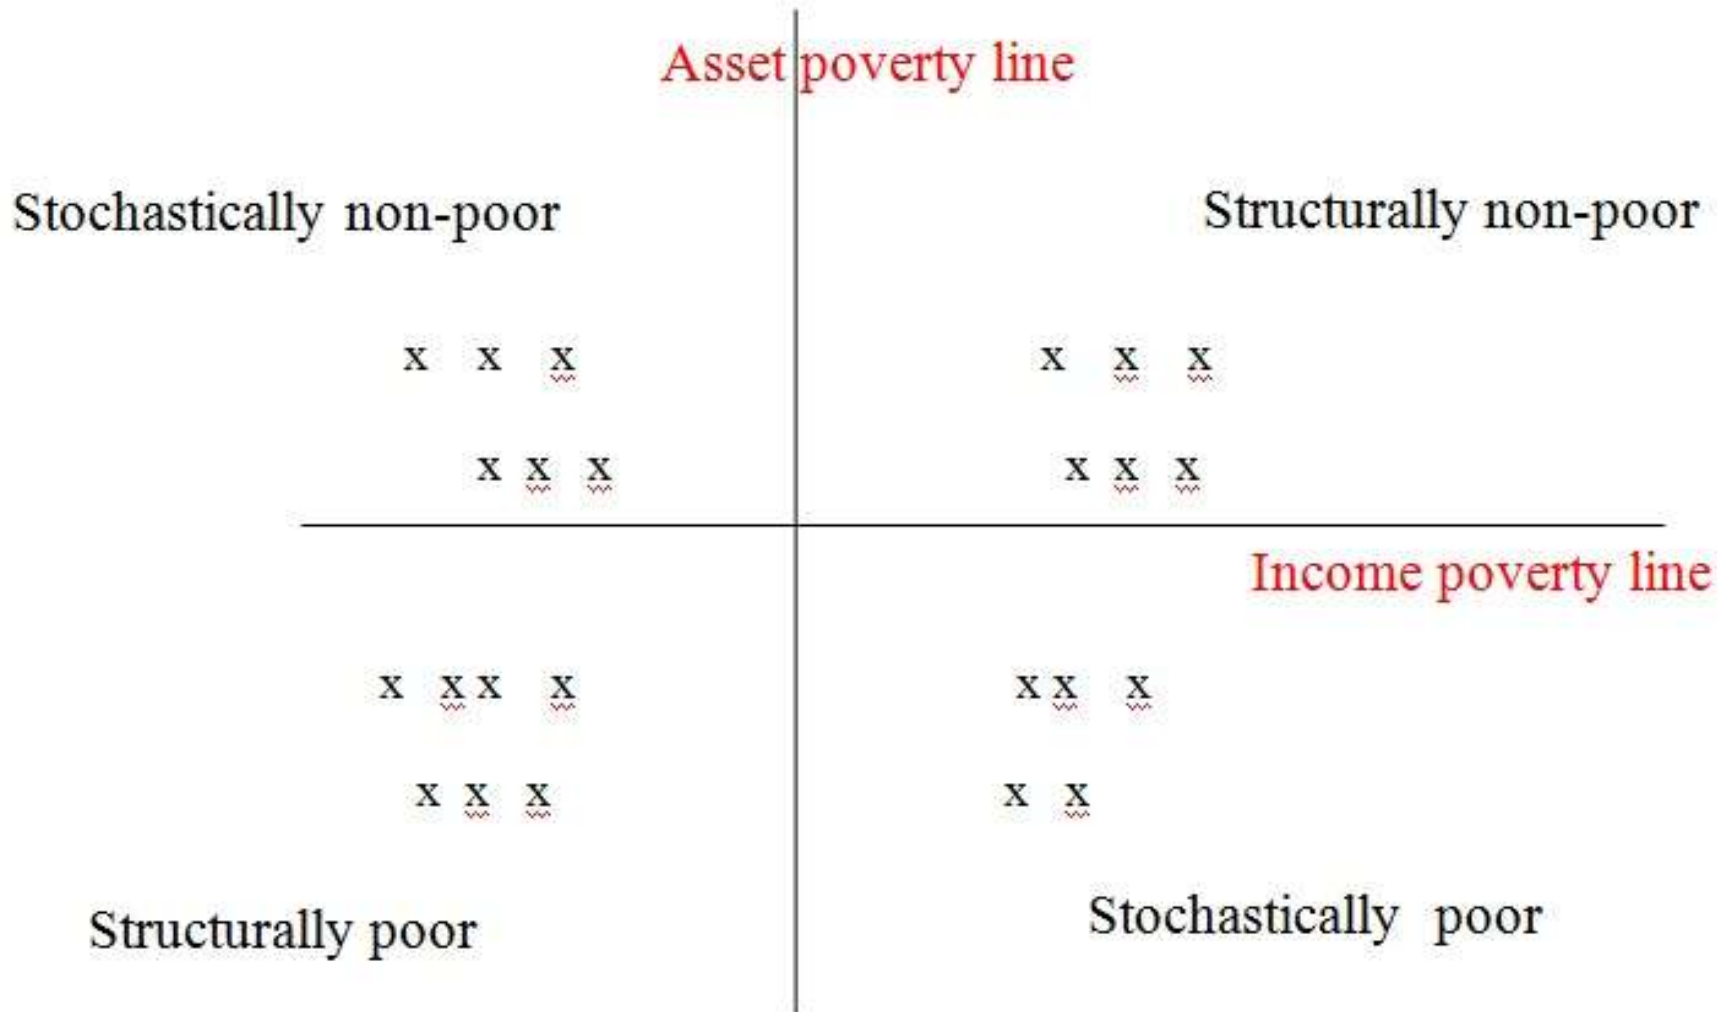 Asset poverty line
Stochastically non-poor
Structurally non-poor
x x x
x x x
x x x
x x x
Income poverty line
x x x x
x x x
x x x
x x
Structurally poor
Stochastically poor